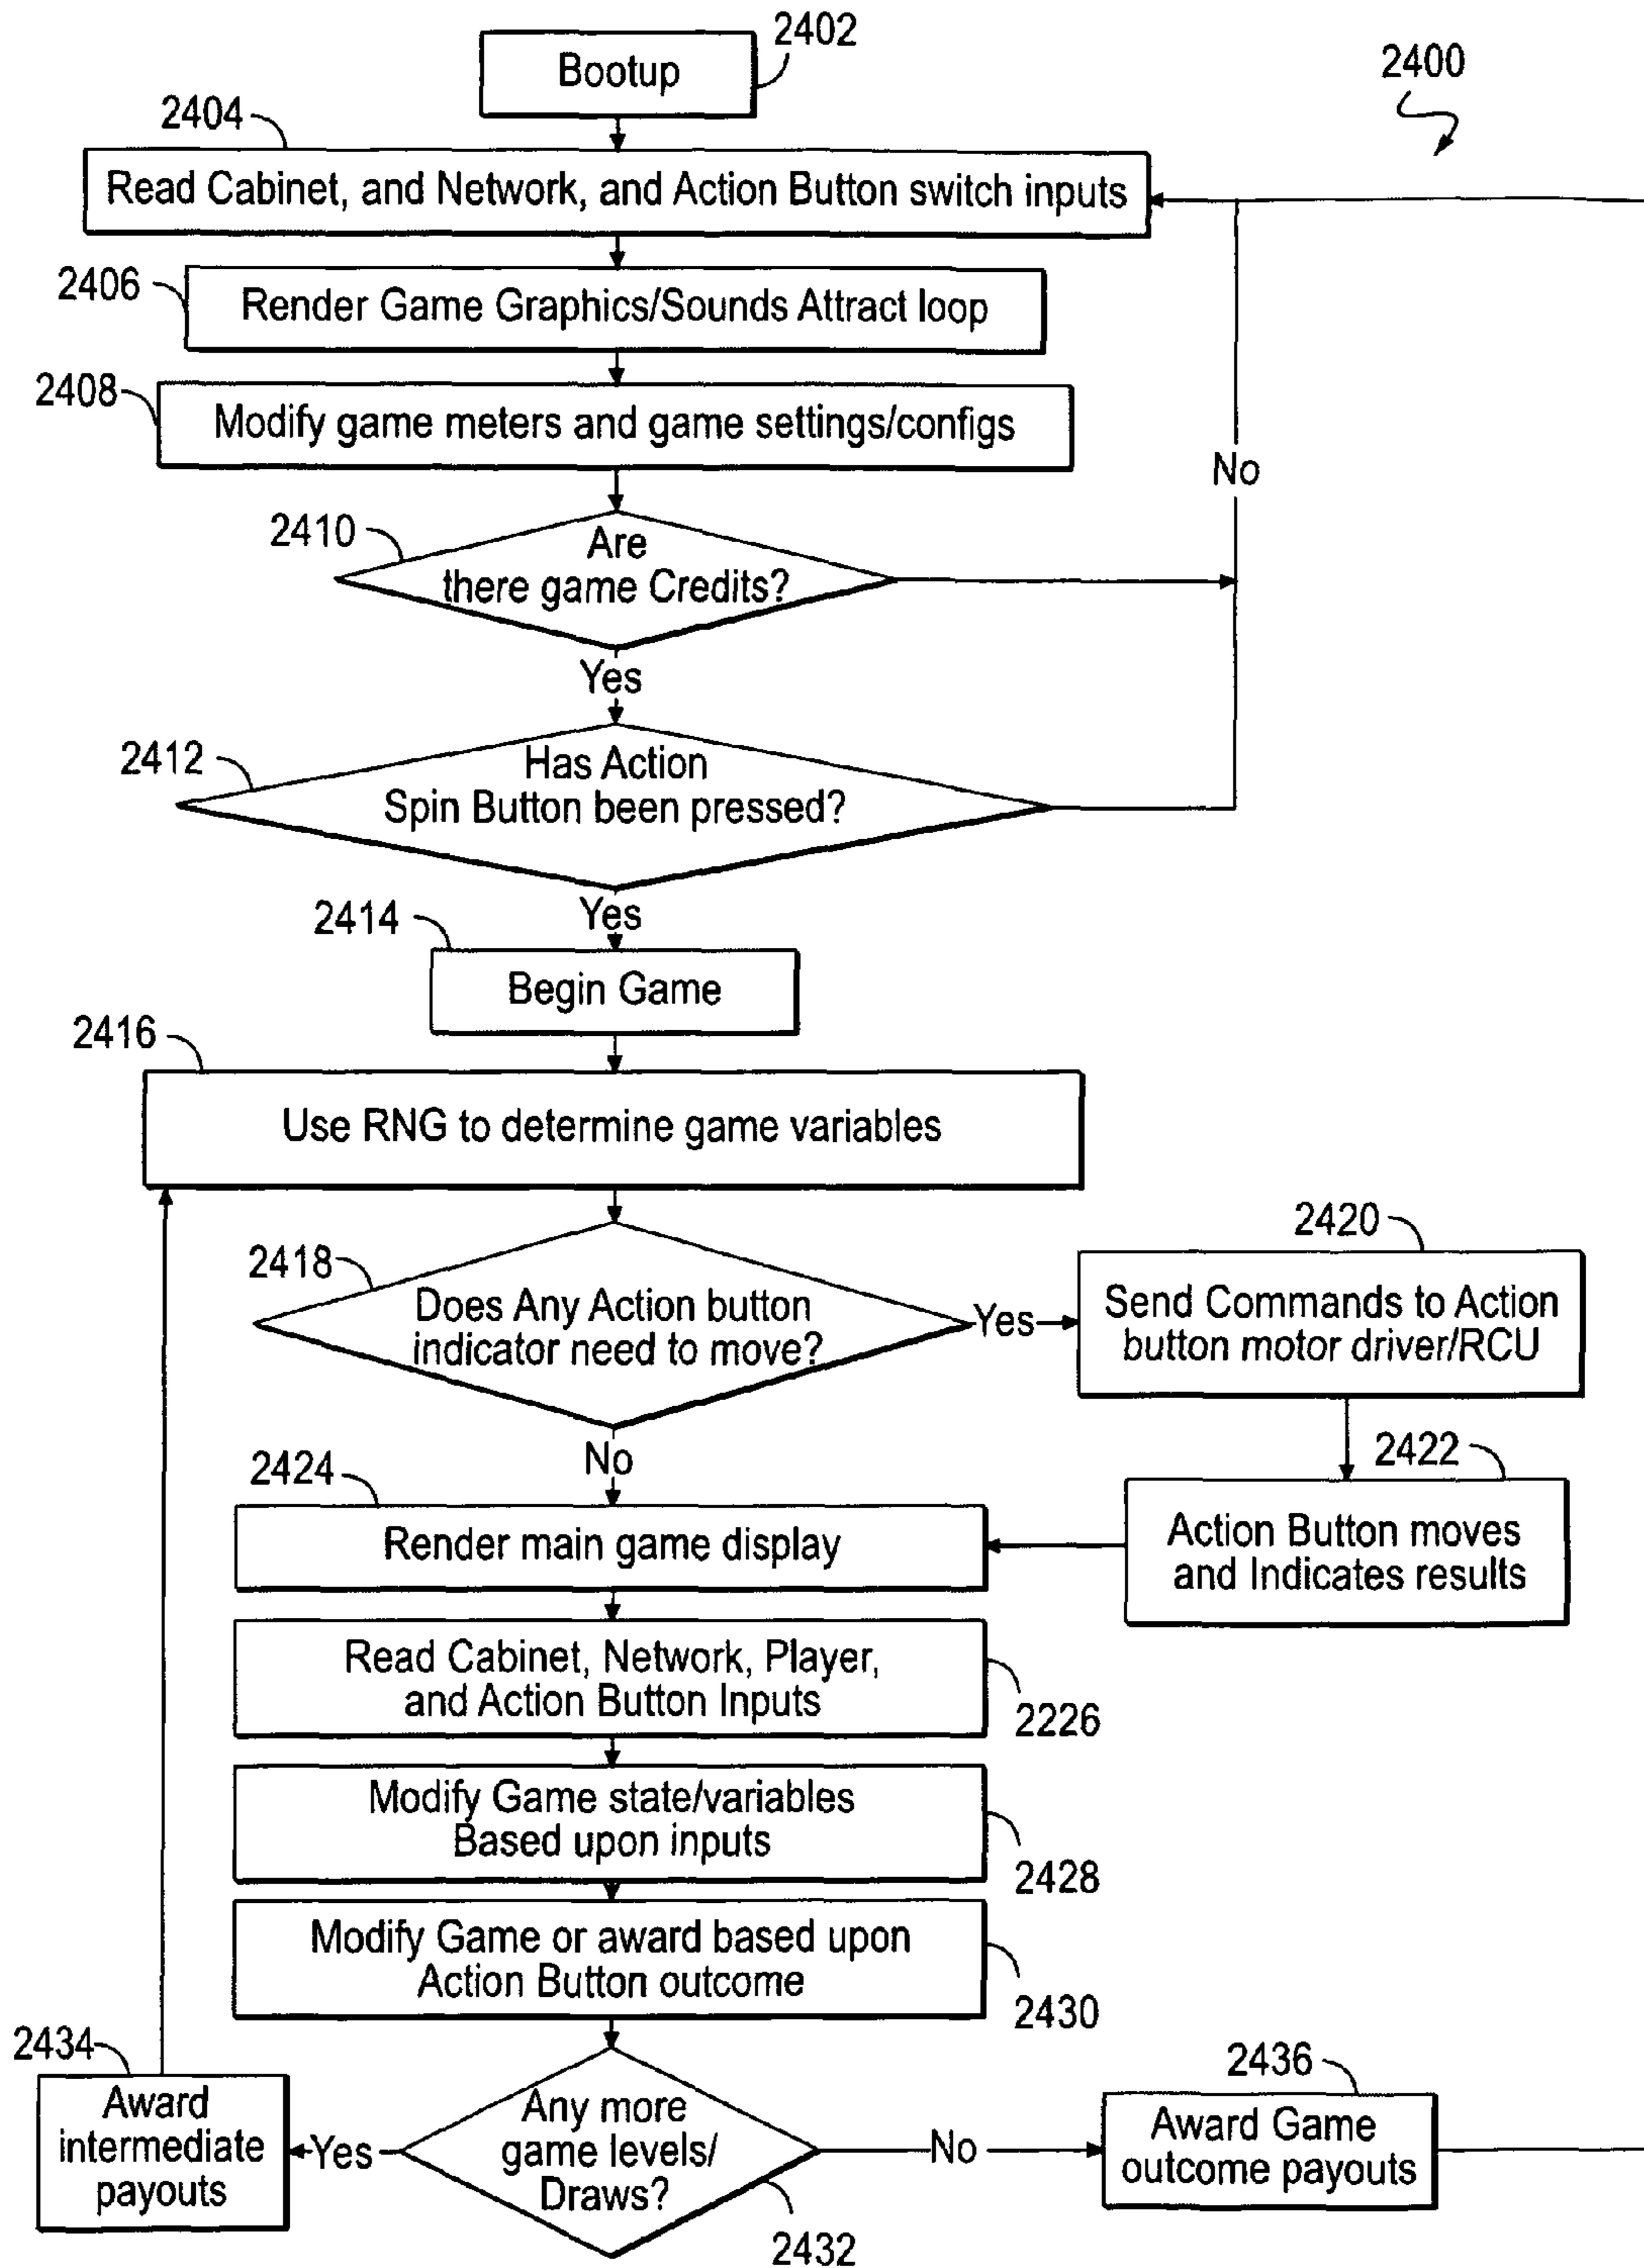 2402
Bootup
2400
2404
Read Cabinet, and Network, and Action Button switch inputs
2406
Render Game Graphics/Sounds Attract loop
2408
Modify game meters and game settings/configs
No
2410
Are
there game Credits?
Yes
2412
Has Action
Spin Button been pressed?
Yes
2414
Begin Game
2416
Use RNG to determine game variables
2418
Does Any Action button
indicator need to move?
Yes
2420
Send Commands to Action
button motor driver/RCU
No
2422
Action Button moves
and Indicates results
2424
Render main game display
Read Cabinet, Network, Player,
and Action Button Inputs
2226
Modify Game state/variables
Based upon inputs
2428
Modify Game or award based upon
Action Button outcome
2430
2434
Award
intermediate
payouts
Yes
Any more
game levels/
Draws?
2432
No
2436
Award Game
outcome payouts